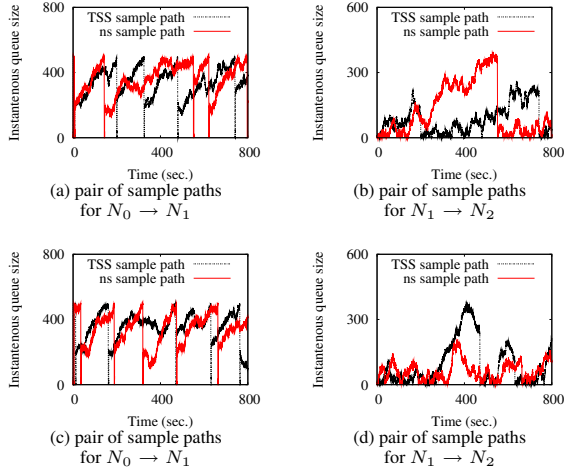 (a)
Instantenous queue size
800
400
0
TSS sample path
ns sample path
0 400 800
Time (sec.)
(a) pair of sample paths
for N₀ → N₁
(b)
Instantenous queue size
600
300
0
TSS sample path
ns sample path
0 400 800
Time (sec.)
(b) pair of sample paths
for N₁ → N₂
(c)
Instantenous queue size
800
400
0
TSS sample path
ns sample path
0 400 800
Time (sec.)
(c) pair of sample paths
for N₀ → N₁
(d)
Instantenous queue size
600
300
0
TSS sample path
ns sample path
0 400 800
Time (sec.)
(d) pair of sample paths
for N₁ → N₂